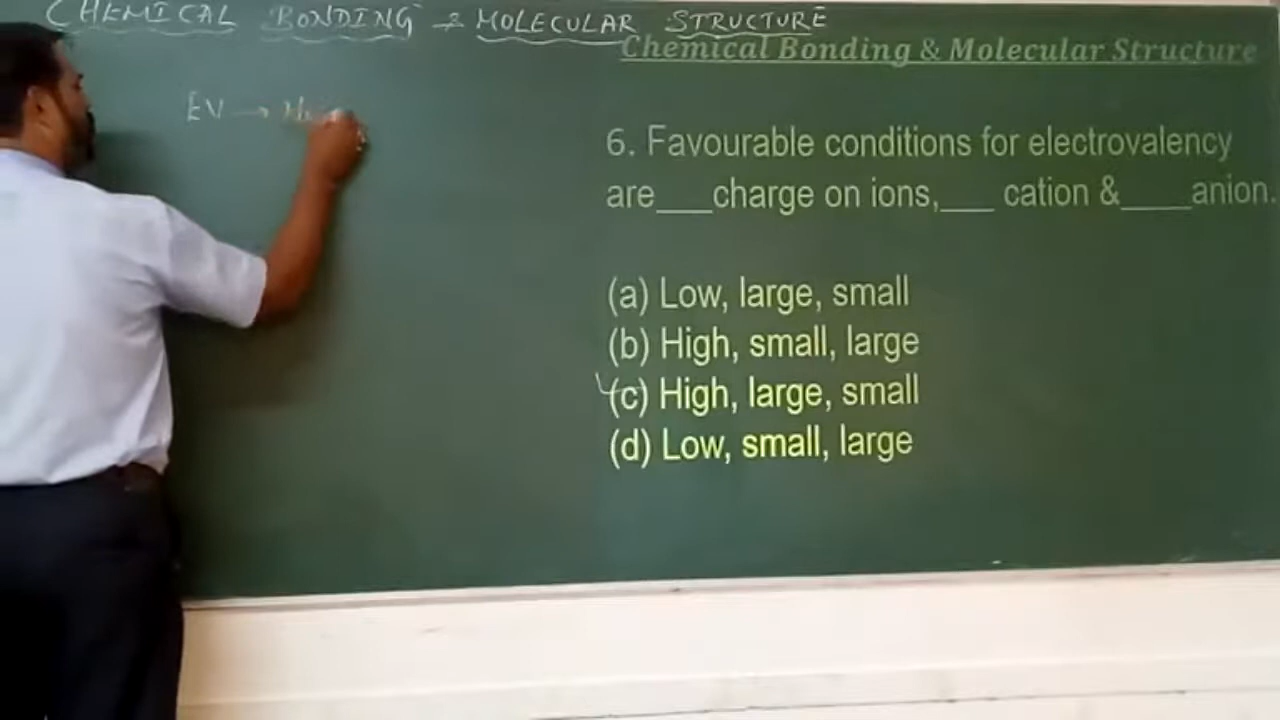 CHEMICAL BONDING & MOLECULAR STRUCTURE
Chemical Bonding & Molecular Structure
EV →
6. Favourable conditions for electrovalency
are___charge on ions,___ cation &____anion.
(a) Low, large, small
(b) High, small, large
(c) High, large, small
(d) Low, small, large